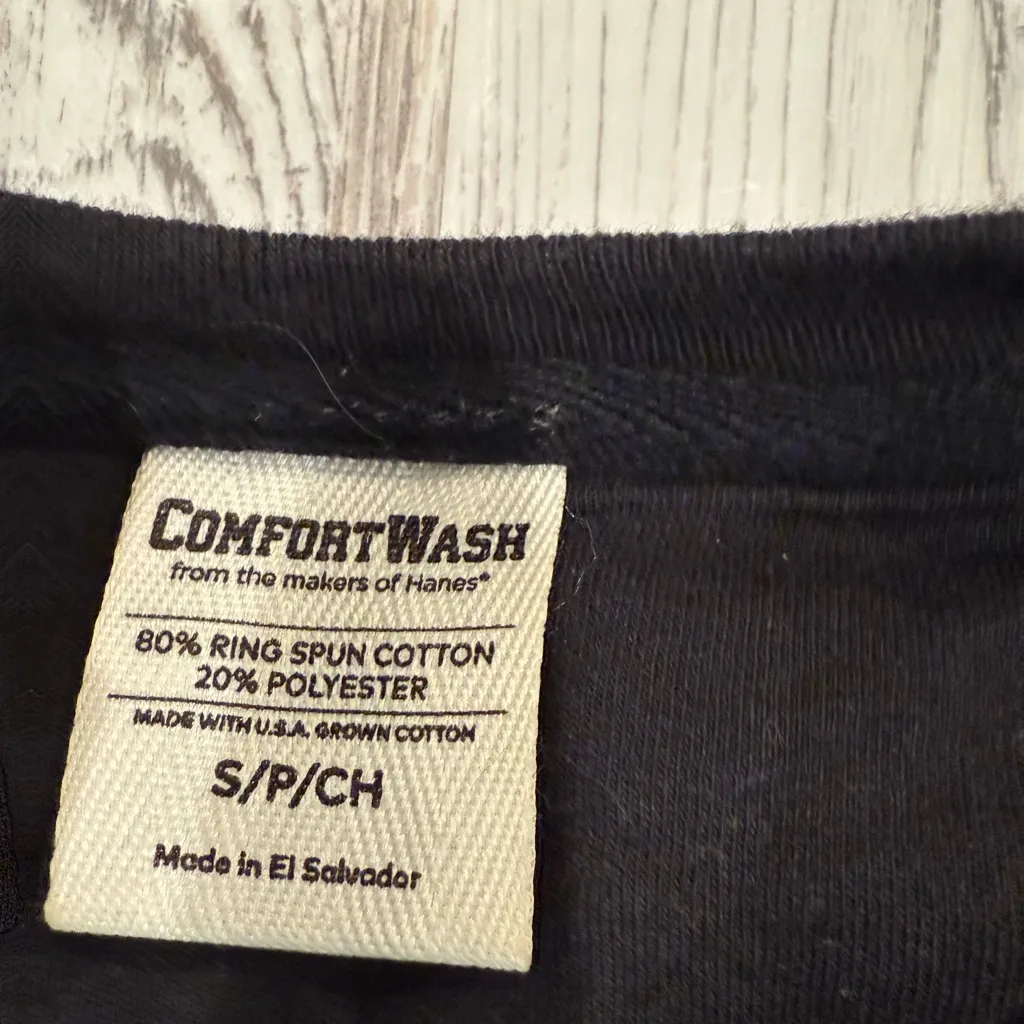 COMFORTWASH
from the makers of Hanes®
80% RING SPUN COTTON
20% POLYESTER
MADE WITH U.S.A. GROWN COTTON
S/P/CH
Made in El Salvador